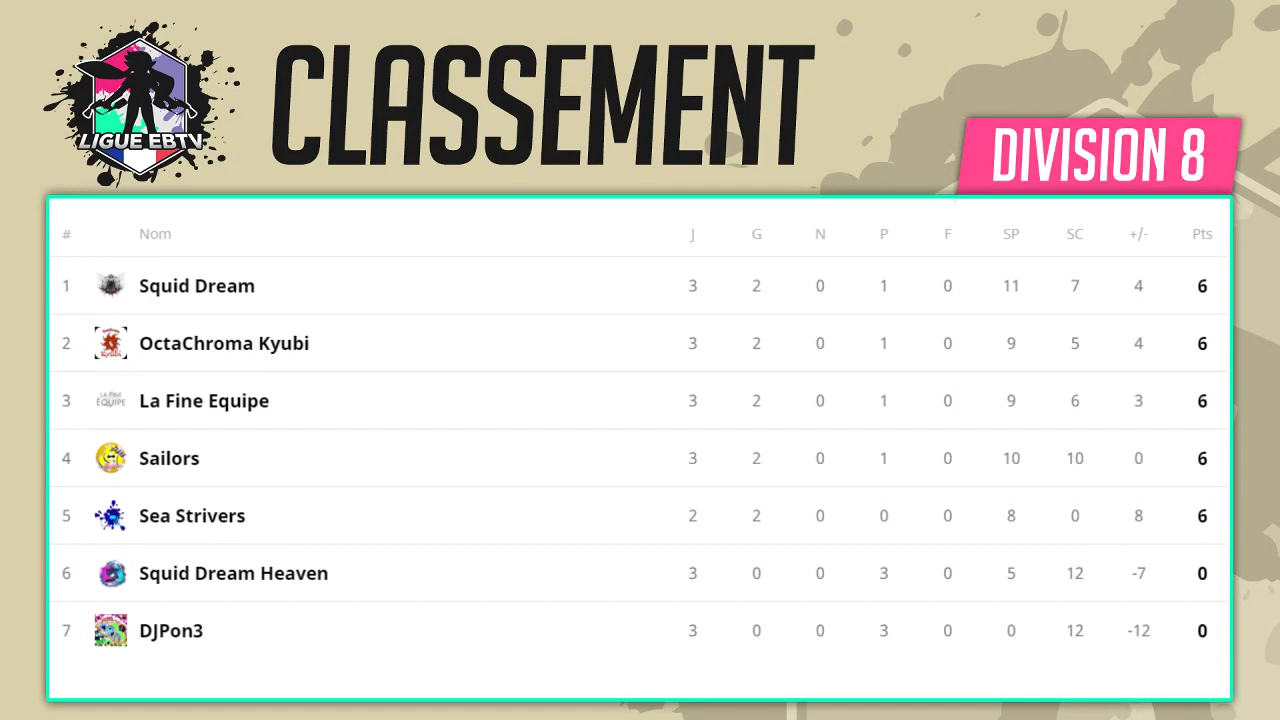 LIGUE EBTV
CLASSEMENT
DIVISION 8
# Nom J G N P F SP SC +/- Pts
1 Squid Dream 3 2 0 1 0 11 7 4 6
2 OctaChroma Kyubi 3 2 0 1 0 9 5 4 6
3 LA FINE ÉQUIPE La Fine Equipe 3 2 0 1 0 9 6 3 6
4 Sailors 3 2 0 1 0 10 10 0 6
5 Sea Strivers 2 2 0 0 0 8 0 8 6
6 Squid Dream Heaven 3 0 0 3 0 5 12 -7 0
7 DJPon3 3 0 0 3 0 0 12 -12 0